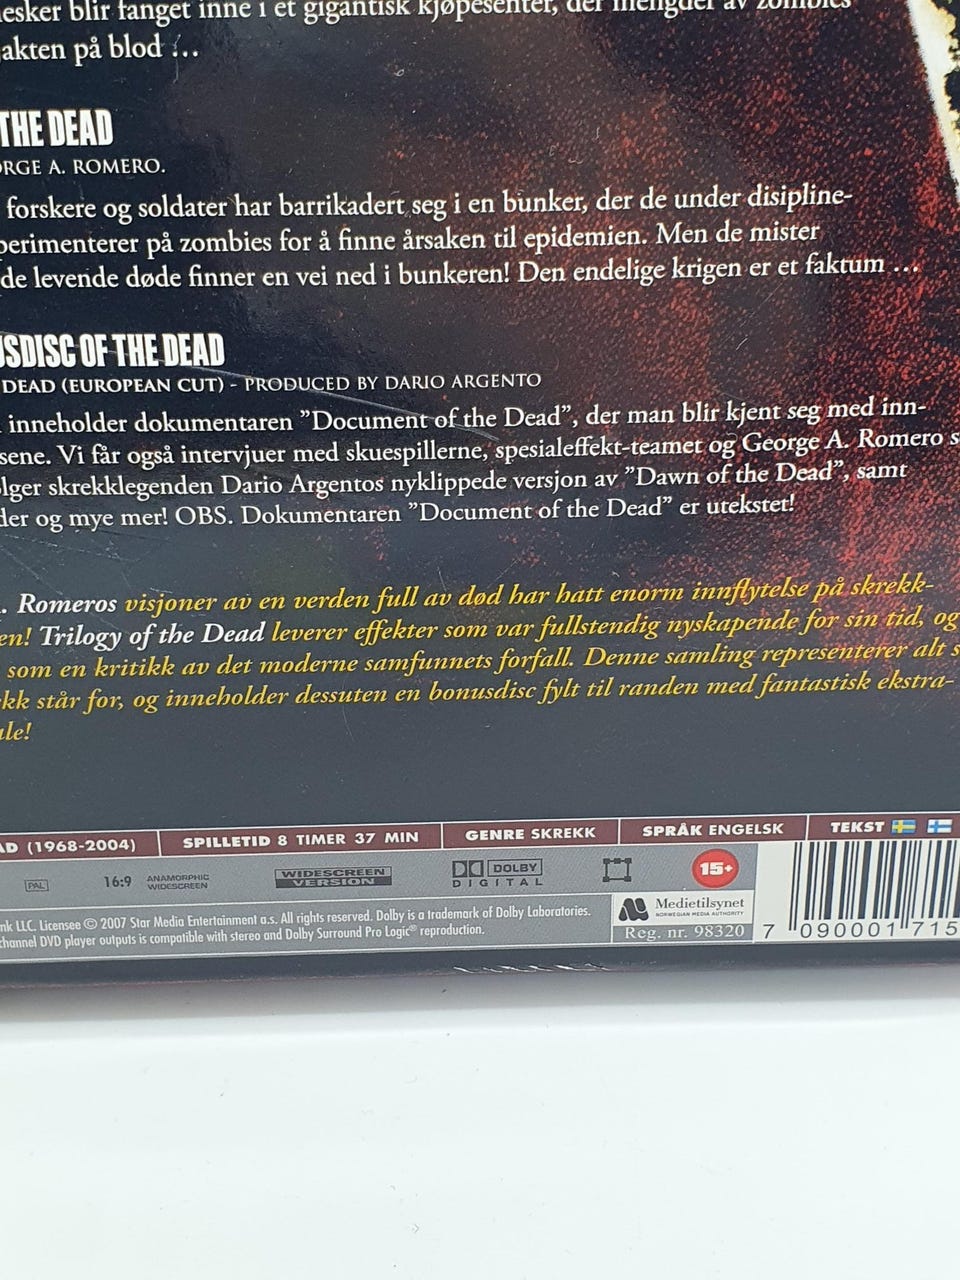 esker blir fanget inne i et gigantisk kjøpesenter, der mengder av zombies
akten på blod ...
THE DEAD
ORGE A. ROMERO.
forskere og soldater har barrikadert seg i en bunker, der de under disipline-
perimenterer på zombies for å finne årsaken til epidemien. Men de mister
de levende døde finner en vei ned i bunkeren! Den endelige krigen er et faktum ...
USDISC OF THE DEAD
DEAD (EUROPEAN CUT) - PRODUCED BY DARIO ARGENTO
inneholder dokumentaren ”Document of the Dead”, der man blir kjent seg med inn-
sene. Vi får også intervjuer med skuespillerne, spesialeffekt-teamet og George A. Romero s
lger skrekklegenden Dario Argentos nyklippede versjon av ”Dawn of the Dead”, samt
der og mye mer! OBS. Dokumentaren ”Document of the Dead” er utekstet!
. Romeros visjoner av en verden full av død har hatt enorm innflytelse på skrekk-
en! Trilogy of the Dead leverer effekter som var fullstendig nyskapende for sin tid, og
som en kritikk av det moderne samfunnets forfall. Denne samling representerer alt s
kk står for, og inneholder dessuten en bonusdisc fylt til randen med fantastisk ekstra-
ale!
AD (1968-2004) SPILLETID 8 TIMER 37 MIN GENRE SKREKK SPRÅK ENGELSK TEKST
PAL 16:9 ANAMORPHIC WIDESCREEN WIDESCREEN VERSION DOLBY DIGITAL 15+
nk LLC. Licensee © 2007 Star Media Entertainment a.s. All rights reserved. Dolby is a trademark of Dolby Laboratories.
channel DVD player outputs is compatible with stereo and Dolby Surround Pro Logic® reproduction.
Medietilsynet
NORWEGIAN MEDIA AUTHORITY
Reg. nr. 98320
7 090001 715